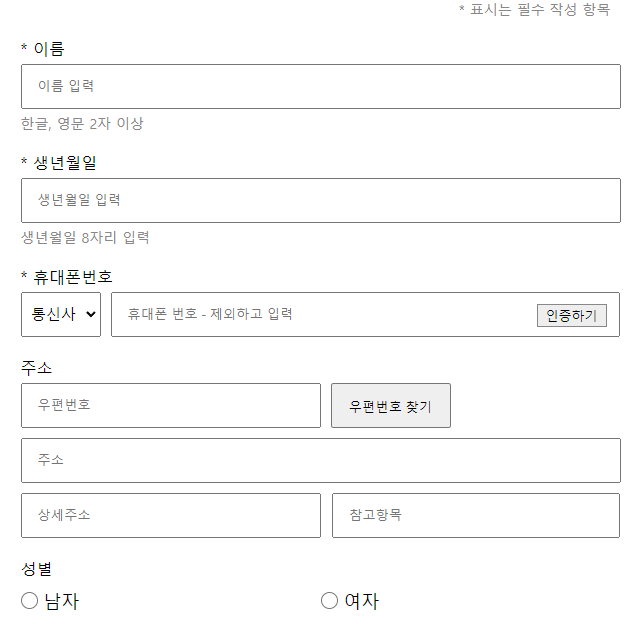 * 표시는 필수 작성 항목
* 이름
이름 입력
한글, 영문 2자 이상
* 생년월일
생년월일 입력
생년월일 8자리 입력
* 휴대폰번호
통신사 휴대폰 번호 - 제외하고 입력 인증하기
주소
우편번호 우편번호 찾기
주소
상세주소 참고항목
성별
남자 여자